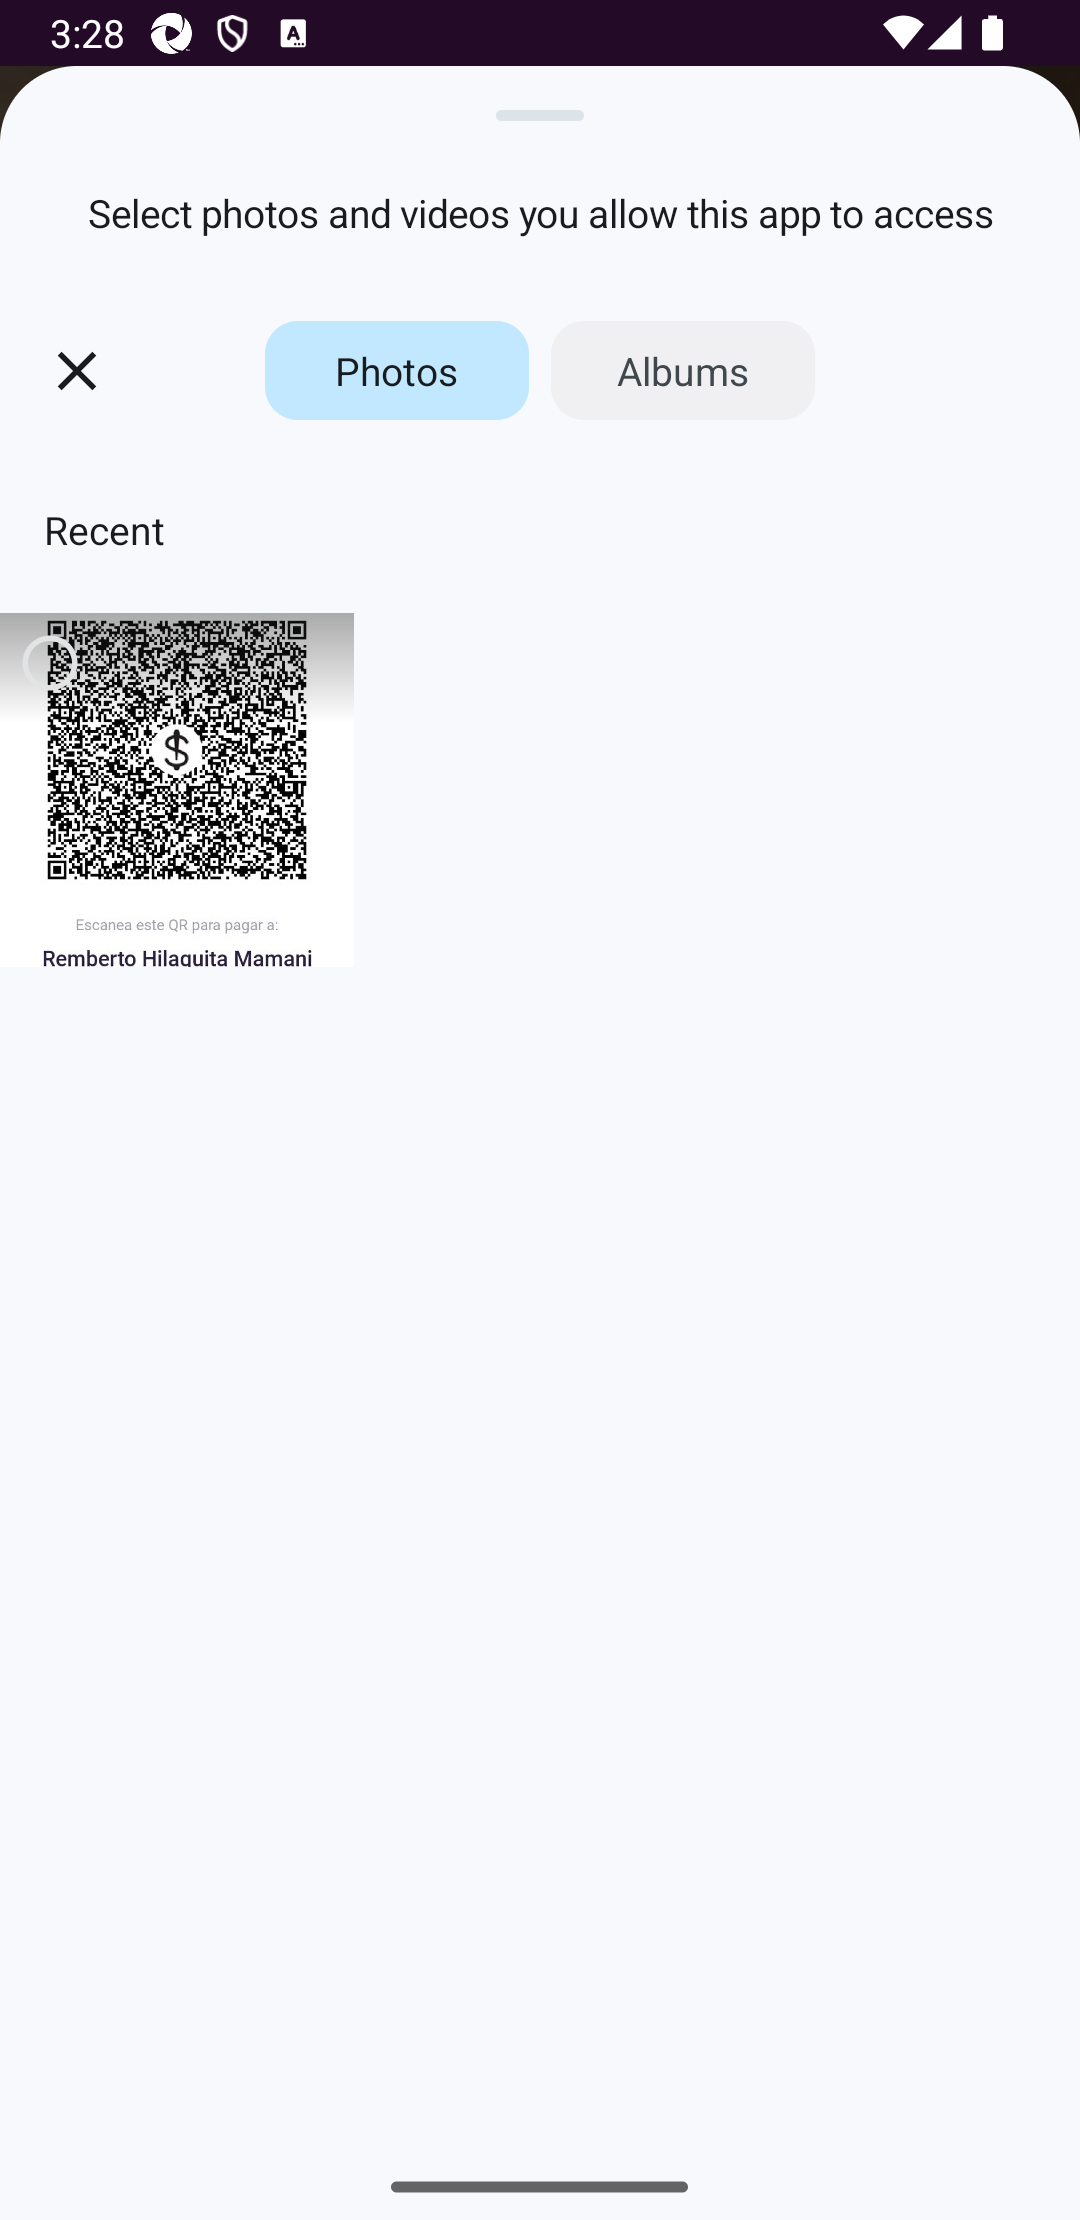 3:28
Select photos and videos you allow this app to access
Photos
Albums
Recent
$
Escanea este QR para pagar a:
Remberto Hilaquita Mamani